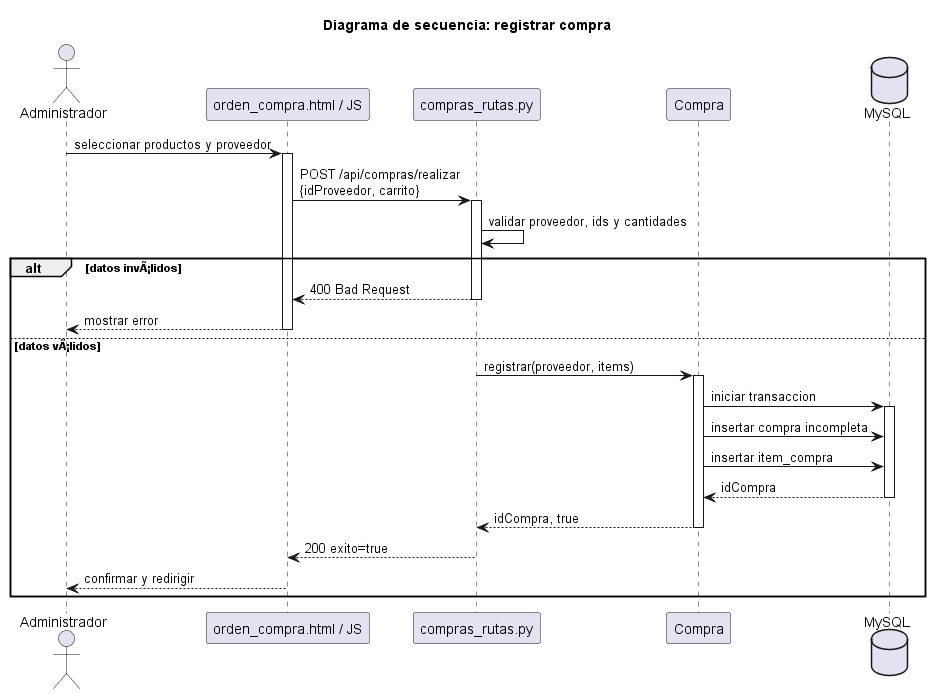 Diagrama de secuencia: registrar compra
Administrador
orden_compra.html / JS
compras_rutas.py
Compra
MySQL
seleccionar productos y proveedor
POST /api/compras/realizar
{idProveedor, carrito}
validar proveedor, ids y cantidades
alt
[datos invÃ¡lidos]
400 Bad Request
mostrar error
[datos vÃ¡lidos]
registrar(proveedor, items)
iniciar transaccion
insertar compra incompleta
insertar item_compra
idCompra
idCompra, true
200 exito=true
confirmar y redirigir
Administrador
orden_compra.html / JS
compras_rutas.py
Compra
MySQL